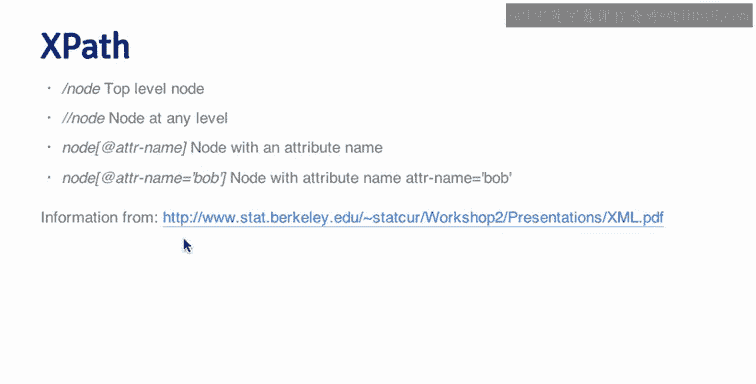 XPath
· /node Top level node
· //node Node at any level
· node[@attr-name] Node with an attribute name
· node[@attr-name='bob'] Node with attribute name attr-name='bob'
Information from: http://www.stat.berkeley.edu/~statcur/Workshop2/Presentations/XML.pdf